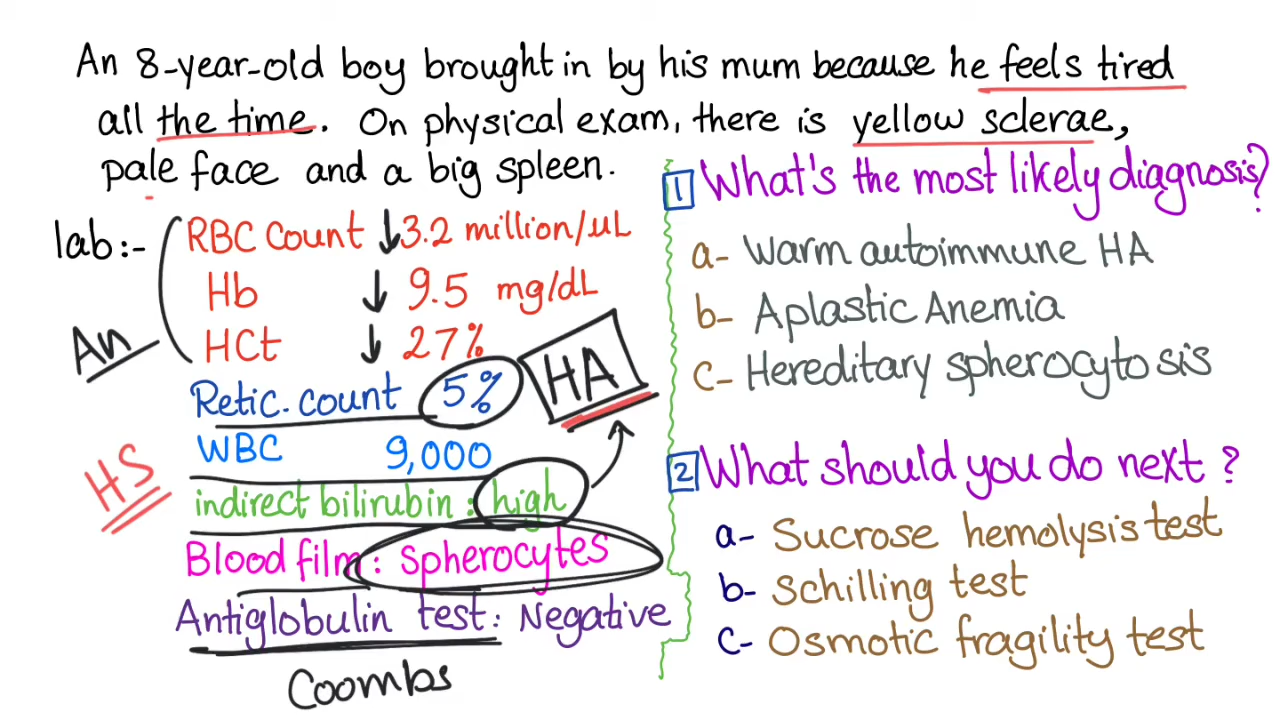 An 8-year-old boy brought in by his mum because he feels tired
all the time. On physical exam, there is yellow sclerae,
pale face and a big spleen.
lab:-
RBC Count ↓ 3.2 million/µL
Hb ↓ 9.5 mg/dL
HCt ↓ 27%
An
Retic. count 5%
HA
WBC 9,000
HS
indirect bilirubin : high
Blood film : spherocytes
Antiglobulin test : Negative
Coombs
1 What's the most likely diagnosis?
a- Warm autoimmune HA
b- Aplastic Anemia
c- Hereditary spherocytosis
2 What should you do next ?
a- Sucrose hemolysis test
b- Schilling test
c- Osmotic fragility test